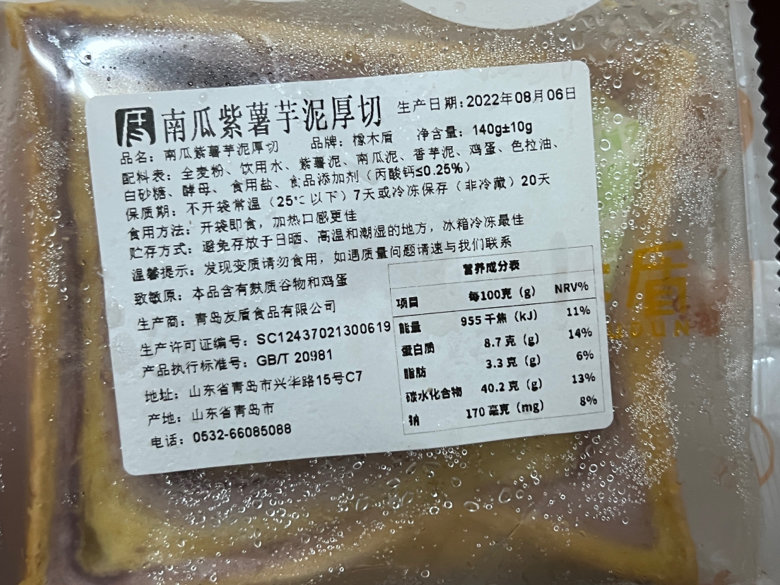 盾 南瓜紫薯芋泥厚切 生产日期:2022年08月06日
品名:南瓜紫薯芋泥厚切 品牌:橡木盾 净含量:140g±10g
配料表:全麦粉、饮用水、紫薯泥、南瓜泥、香芋泥、鸡蛋、色拉油、
白砂糖、酵母、食用盐、食品添加剂(丙酸钙≤0.25%)
保质期:不开袋常温(25℃以下)7天或冷冻保存(非冷藏)20天
食用方法:开袋即食,加热口感更佳
贮存方式:避免存放于日晒、高温和潮湿的地方,冰箱冷冻最佳
温馨提示:发现变质请勿食用,如遇质量问题请速与我们联系
致敏原:本品含有麸质谷物和鸡蛋
生产商:青岛友盾食品有限公司
生产许可证编号:SC12437021300619
产品执行标准号:GB/T 20981
地址:山东省青岛市兴华路15号C7
产地:山东省青岛市
电话:0532-66085088
营养成分表
项目 每100克(g) NRV%
能量 955千焦(kJ) 11%
蛋白质 8.7克(g) 14%
脂肪 3.3克(g) 6%
碳水化合物 40.2克(g) 13%
钠 170毫克(mg) 8%
盾